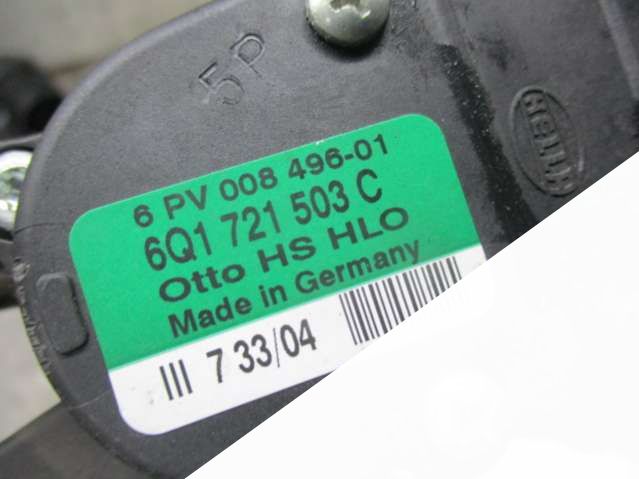 5P
HELLA
6 PV 008 496-01
6Q1 721 503 C
Otto HS HLO
Made in Germany
III 7 33/04